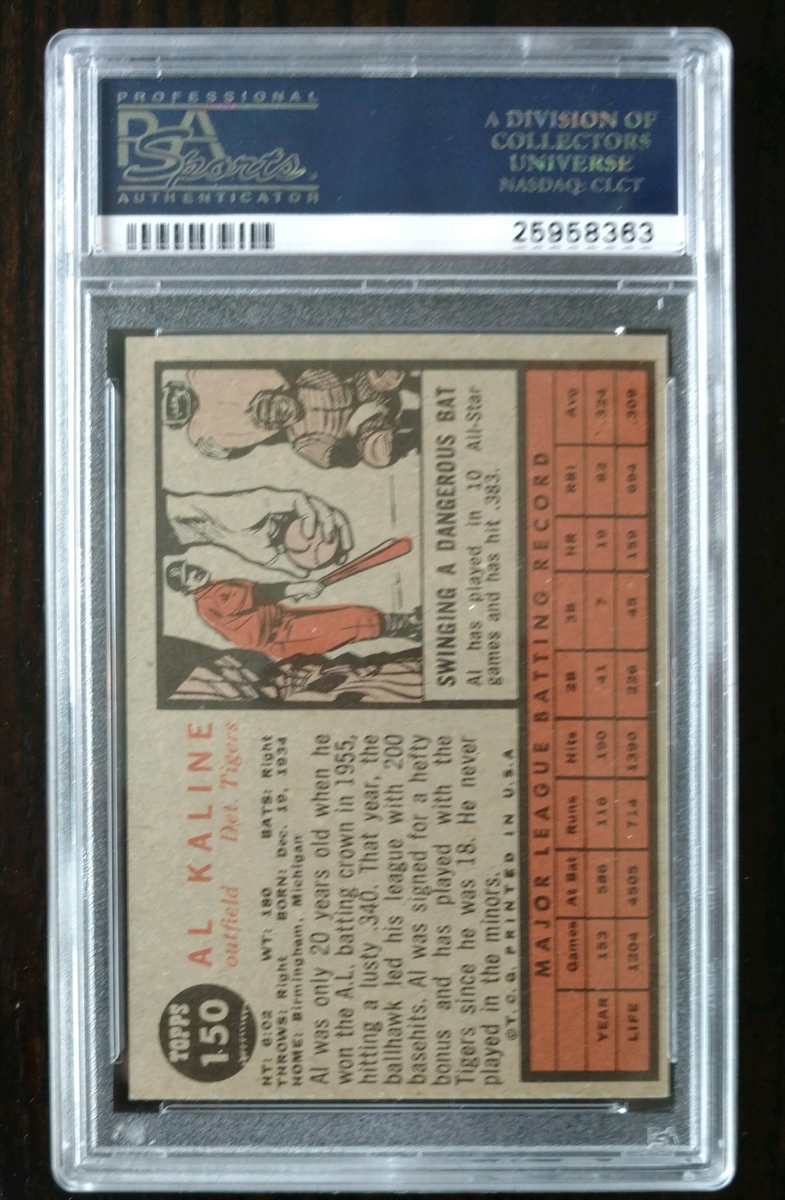 PROFESSIONAL
PSA
Sports
AUTHENTICATOR
A DIVISION OF
COLLECTORS
UNIVERSE
NASDAQ: CLCT
25958363
TOPPS
150
AL KALINE
outfield Det. Tigers
HT: 6:02 WT: 180 BATS: Right
THROWS: Right BORN: Dec. 19, 1934
HOME: Birmingham, Michigan
Al was only 20 years old when he
won the A.L. batting crown in 1955,
hitting a lusty .340. That year, the
ballhawk led his league with 200
basehits. Al was signed for a hefty
bonus and has played with the
Tigers since he was 18. He never
played in the minors.
©T.C.G. PRINTED IN U.S.A
SWINGING A DANGEROUS BAT
Al has played in 10 All-Star
games and has hit .383.
MAJOR LEAGUE BATTING RECORD
Games At Bat Runs Hits 2B 3B HR RBI Avg
YEAR 153 586 116 190 41 7 19 82 .324
LIFE 1204 4505 714 1390 226 45 159 694 .309